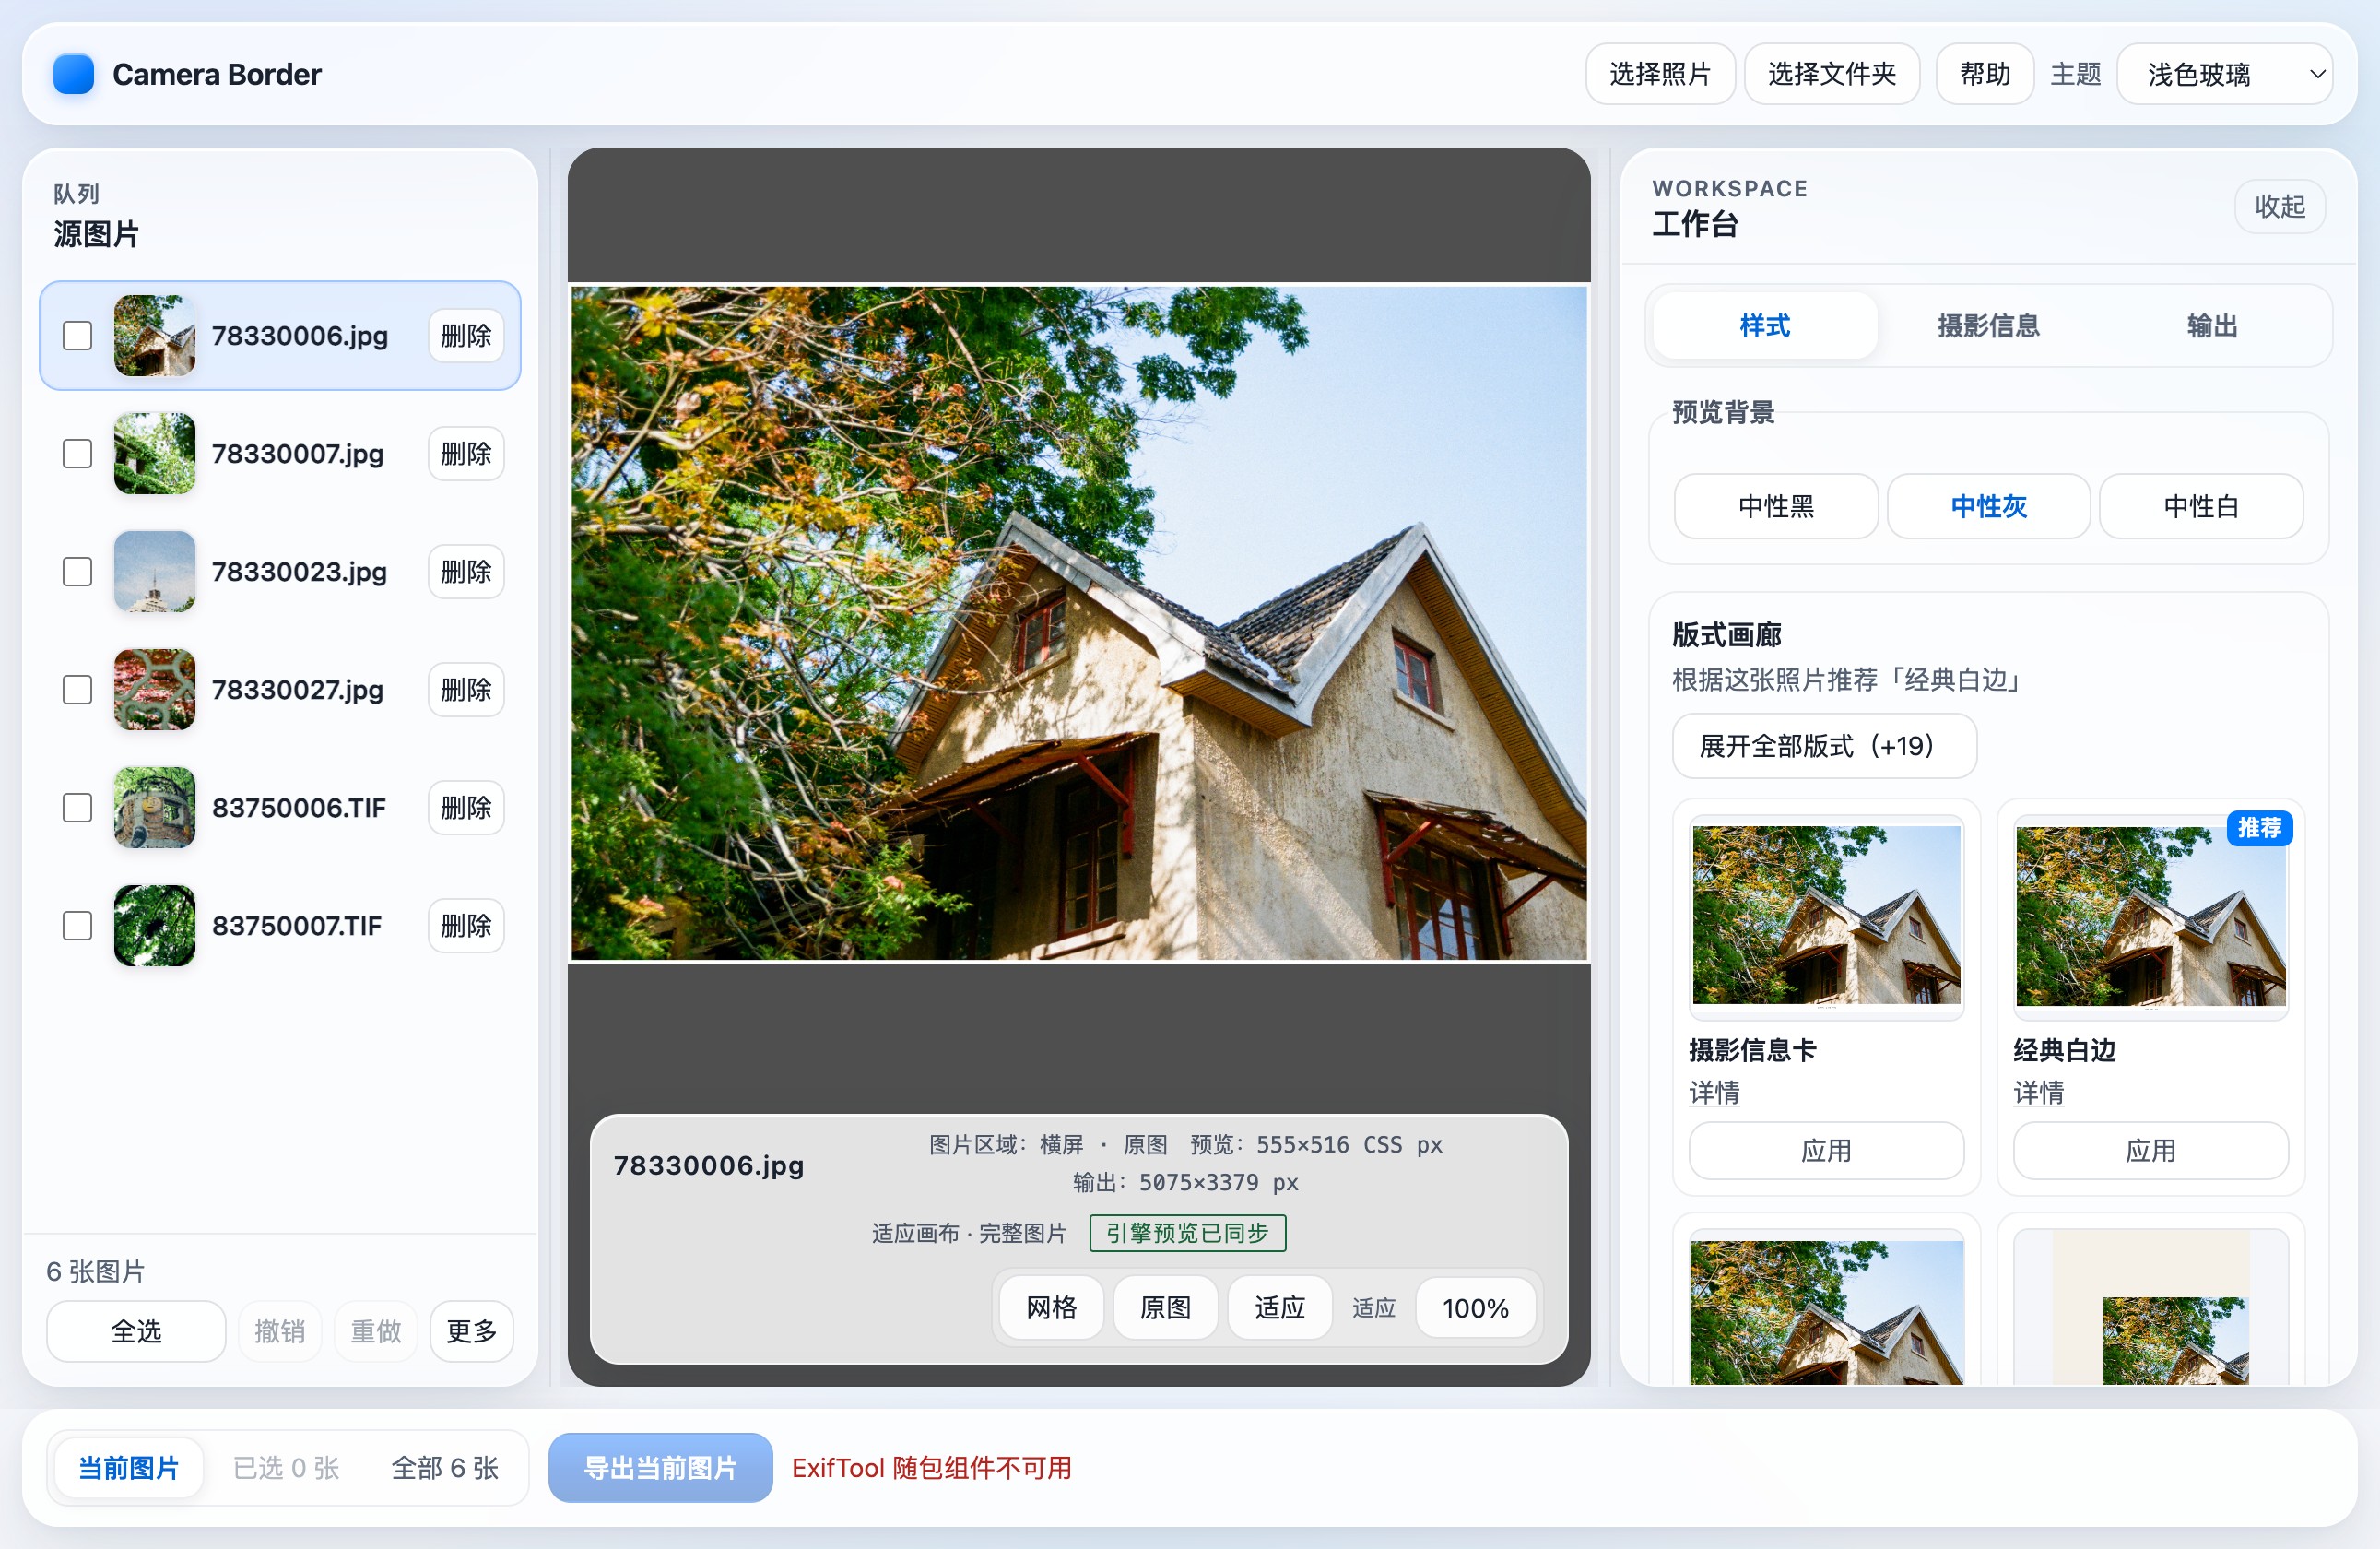 Camera Border
选择照片
选择文件夹
帮助
主题
浅色玻璃
队列
源图片
78330006.jpg
删除
78330007.jpg
删除
78330023.jpg
删除
78330027.jpg
删除
83750006.TIF
删除
83750007.TIF
删除
6 张图片
全选
撤销
重做
更多
78330006.jpg
图片区域：横屏 · 原图 预览：555×516 CSS px
输出：5075×3379 px
适应画布 · 完整图片
引擎预览已同步
网格
原图
适应
适应
100%
WORKSPACE
工作台
收起
样式
摄影信息
输出
预览背景
中性黑
中性灰
中性白
版式画廊
根据这张照片推荐「经典白边」
展开全部版式（+19）
摄影信息卡
详情
应用
推荐
经典白边
详情
应用
当前图片
已选 0 张
全部 6 张
导出当前图片
ExifTool 随包组件不可用